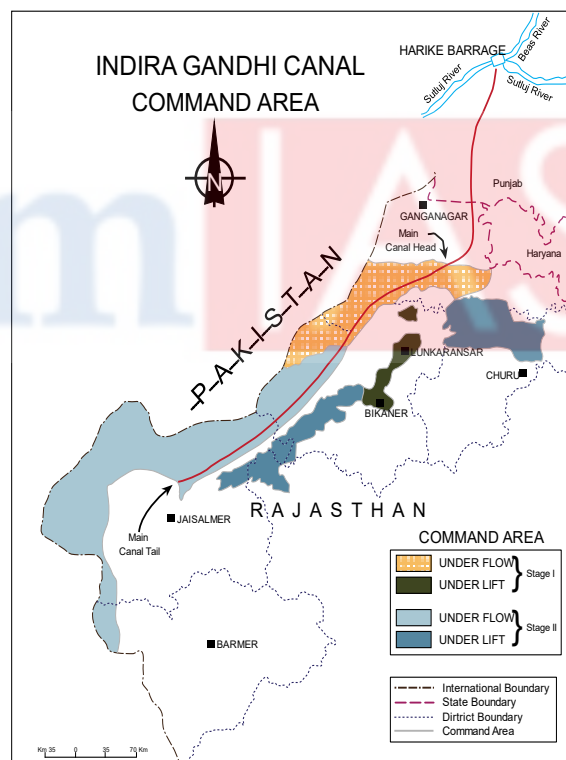 INDIRA GANDHI CANAL
COMMAND AREA
HARIKE BARRAGE
Beas River
Sutluj River
Sutluj River
N
Punjab
GANGANAGAR
Main
Canal Head
Haryana
P-A-K-I-S-T-A-N
LUNKARANSAR
CHURU
BIKANER
RAJASTHAN
Main
Canal Tail
JAISALMER
BARMER
COMMAND AREA
UNDER FLOW
UNDER LIFT
} Stage I
UNDER FLOW
UNDER LIFT
} Stage II
International Boundary
State Boundary
Dirtrict Boundary
Command Area
Km 35 0 35 70 Km
m IAS